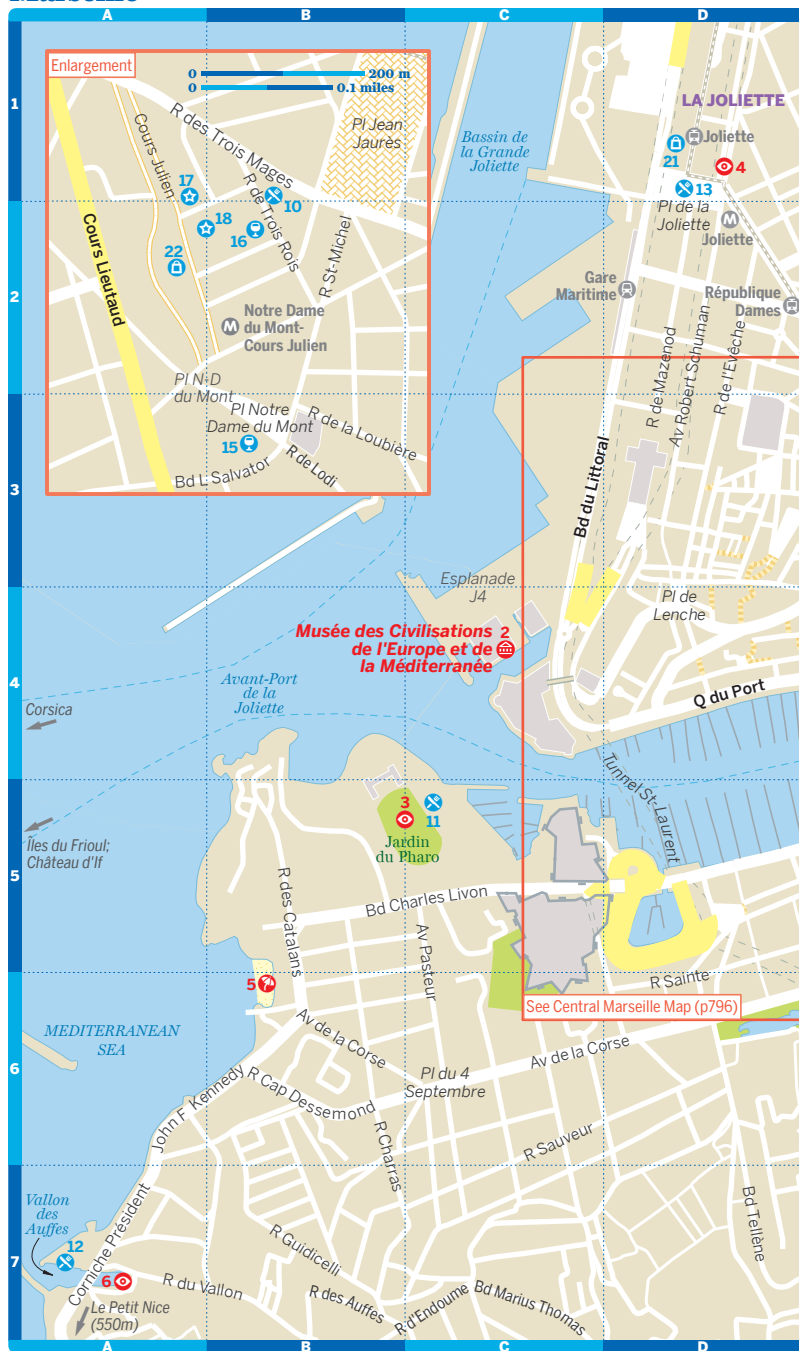 A
B
C
D
1
2
3
4
5
6
7
Enlargement
0
200 m
0
0.1 miles
R des Trois Mages
Pl Jean
Jaurès
Cours Julien
17
10
R de Trois Rois
18
16
22
R St-Michel
Cours Lieutaud
Notre Dame
du Mont-
Cours Julien
Pl N-D
du Mont
Pl Notre
Dame du Mont
R de la Loubière
15
Bd L Salvator
R de Lodi
Bassin de
la Grande
Joliette
LA JOLIETTE
Joliette
21
4
13
Pl de la
Joliette
Joliette
Gare
Maritime
République
Dames
R de Mazenod
Av Robert Schuman
R de l'Evêche
Bd du Littoral
Esplanade
J4
Pl de
Lenche
Musée des Civilisations 2
de l'Europe et de
la Méditerranée
Avant-Port
de la
Joliette
Q du Port
Corsica
Tunnel St-Laurent
Îles du Frioul;
Château d'If
3
11
Jardin
du Pharo
R des Catalans
Bd Charles Livon
Av Pasteur
5
R Sainte
See Central Marseille Map (p796)
MEDITERRANEAN
SEA
Av de la Corse
Av de la Corse
Pl du 4
Septembre
R Cap Dessemond
John F Kennedy
R Charras
R Sauveur
Bd Tellène
Vallon
des
Auffes
12
6
Corniche Président
R Guidicelli
R du Vallon
R des Auffes
R d'Endoume
Bd Marius Thomas
Le Petit Nice
(550m)
A
B
C
D